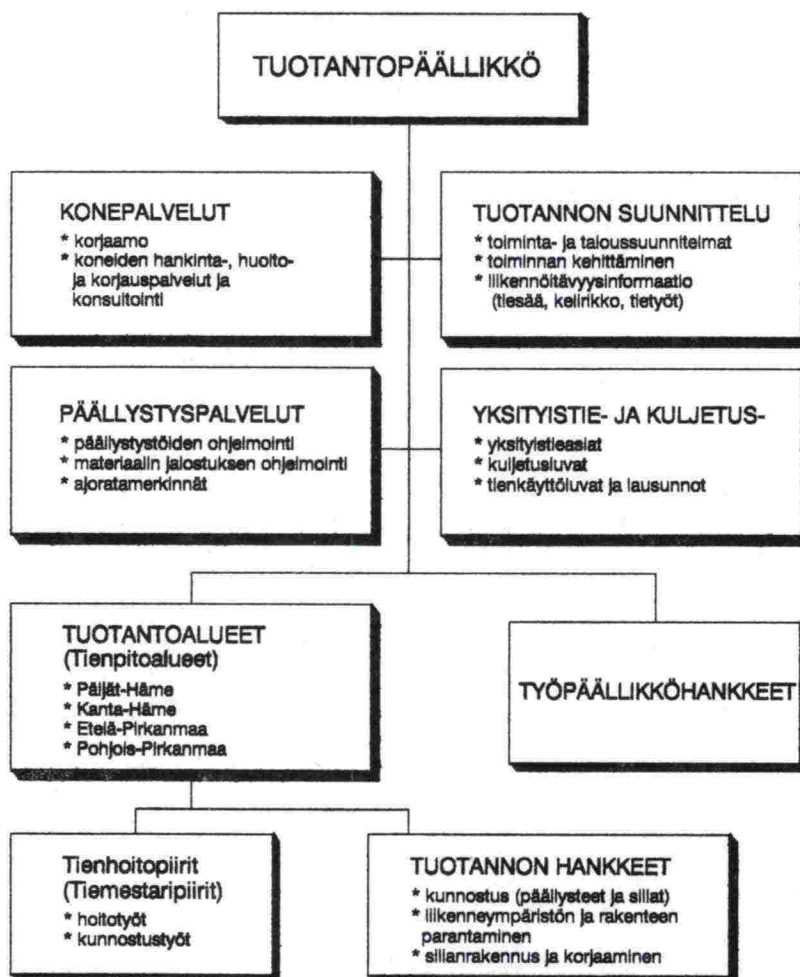 TUOTANTOPÄÄLLIKKÖ
KONEPALVELUT
* korjaamo
* koneiden hankinta-, huolto-
ja korjauspalvelut ja
konsultointi
TUOTANNON SUUNNITTELU
* toiminta- ja taloussuunnitelmat
* toiminnan kehittäminen
* liikennöitävyysinformaatio
(tiesää, kelirikko, tietyöt)
PÄÄLLYSTYSPALVELUT
* päällystystöiden ohjelmointi
* materiaalin jalostuksen ohjelmointi
* ajoratamerkinnät
YKSITYISTIE- JA KULJETUS-
* yksityistieasiat
* kuljetusluvat
* tienkäyttöluvat ja lausunnot
TUOTANTOALUEET
(Tienpitoalueet)
* Päijät-Häme
* Kanta-Häme
* Etelä-Pirkanmaa
* Pohjois-Pirkanmaa
TYÖPÄÄLLIKKÖHANKKEET
Tienhoitopiirit
(Tiemestaripiirit)
* hoitotyöt
* kunnostustyöt
TUOTANNON HANKKEET
* kunnostus (päällysteet ja sillat)
* liikenneympäristön ja rakenteen
parantaminen
* sillanrakennus ja korjaaminen